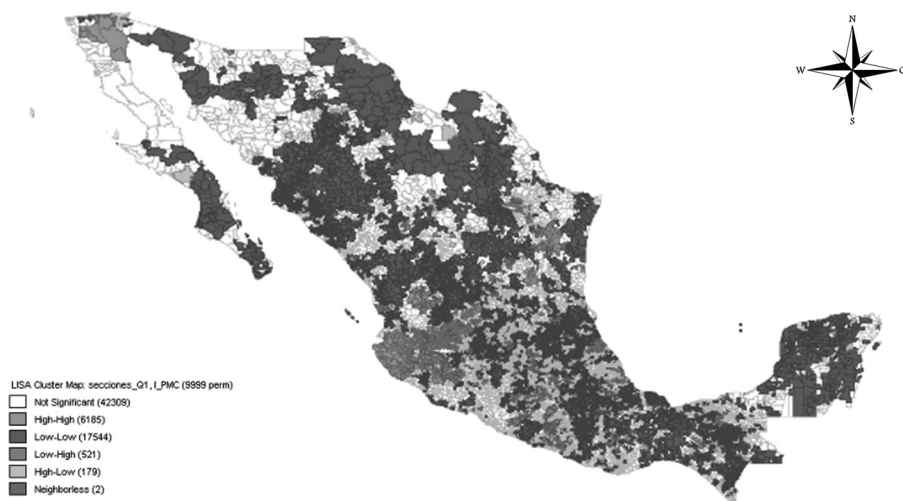 N
W
O
S
LISA Cluster Map: secciones_Q1, I_PMC (9999 perm)
Not Significant (42309)
High-High (6185)
Low-Low (17544)
Low-High (521)
High-Low (179)
Neighborless (2)